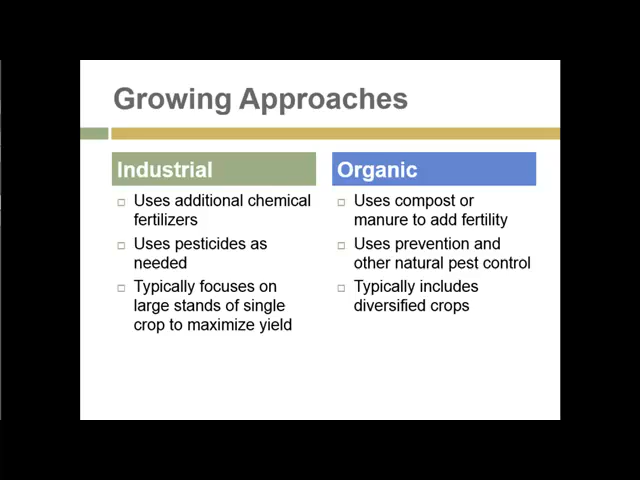 Growing Approaches
Industrial
Uses additional chemical
fertilizers
Uses pesticides as
needed
Typically focuses on
large stands of single
crop to maximize yield
Organic
Uses compost or
manure to add fertility
Uses prevention and
other natural pest control
Typically includes
diversified crops